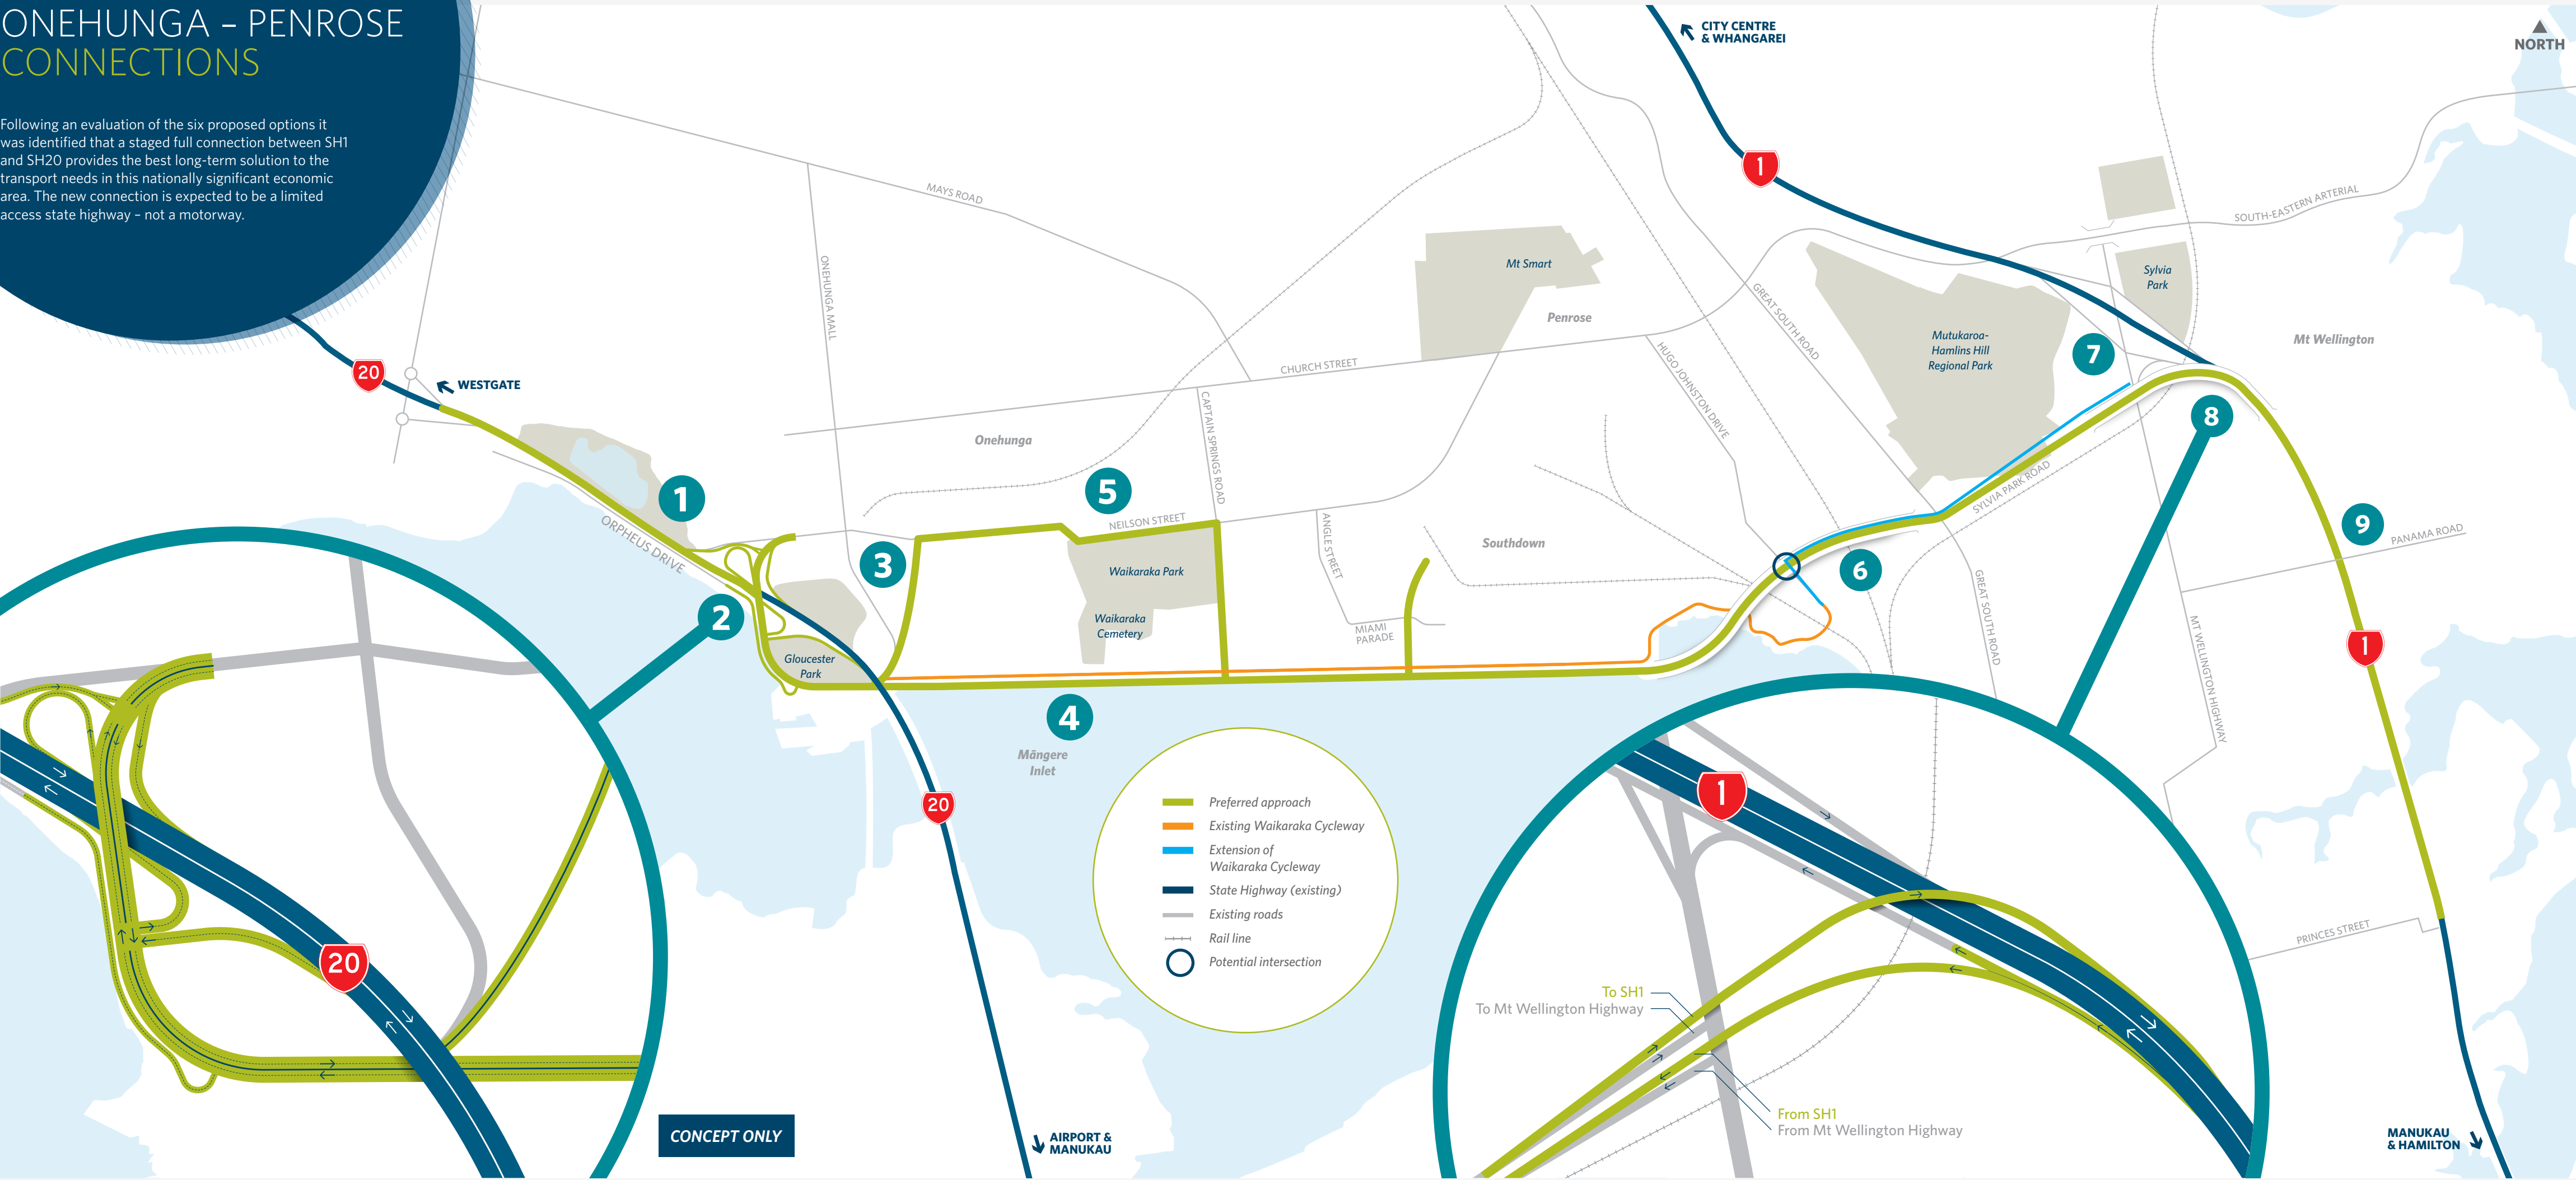 ONEHUNGA – PENROSE
CONNECTIONS
Following an evaluation of the six proposed options it
was identified that a staged full connection between SH1
and SH20 provides the best long-term solution to the
transport needs in this nationally significant economic
area. The new connection is expected to be a limited
access state highway – not a motorway.
CITY CENTRE
& WHANGAREI
NORTH
1
MAYS ROAD
SOUTH-EASTERN ARTERIAL
ONEHUNGA MALL
Mt Smart
Sylvia
Park
GREAT SOUTH ROAD
Penrose
Mutukaroa-
Hamlins Hill
Regional Park
Mt Wellington
7
20
WESTGATE
CHURCH STREET
HUGO JOHNSTON DRIVE
CAPTAIN SPRINGS ROAD
8
Onehunga
1
5
SYLVIA PARK ROAD
ORPHEUS DRIVE
NEILSON STREET
ANGLE STREET
Southdown
9
PANAMA ROAD
3
Waikaraka Park
6
GREAT SOUTH ROAD
2
Waikaraka
Cemetery
MIAMI
PARADE
MT WELLINGTON HIGHWAY
1
Gloucester
Park
4
Māngere
Inlet
20
Preferred approach
Existing Waikaraka Cycleway
Extension of
Waikaraka Cycleway
State Highway (existing)
Existing roads
Rail line
Potential intersection
1
PRINCES STREET
20
To SH1
To Mt Wellington Highway
From SH1
From Mt Wellington Highway
CONCEPT ONLY
AIRPORT &
MANUKAU
MANUKAU
& HAMILTON